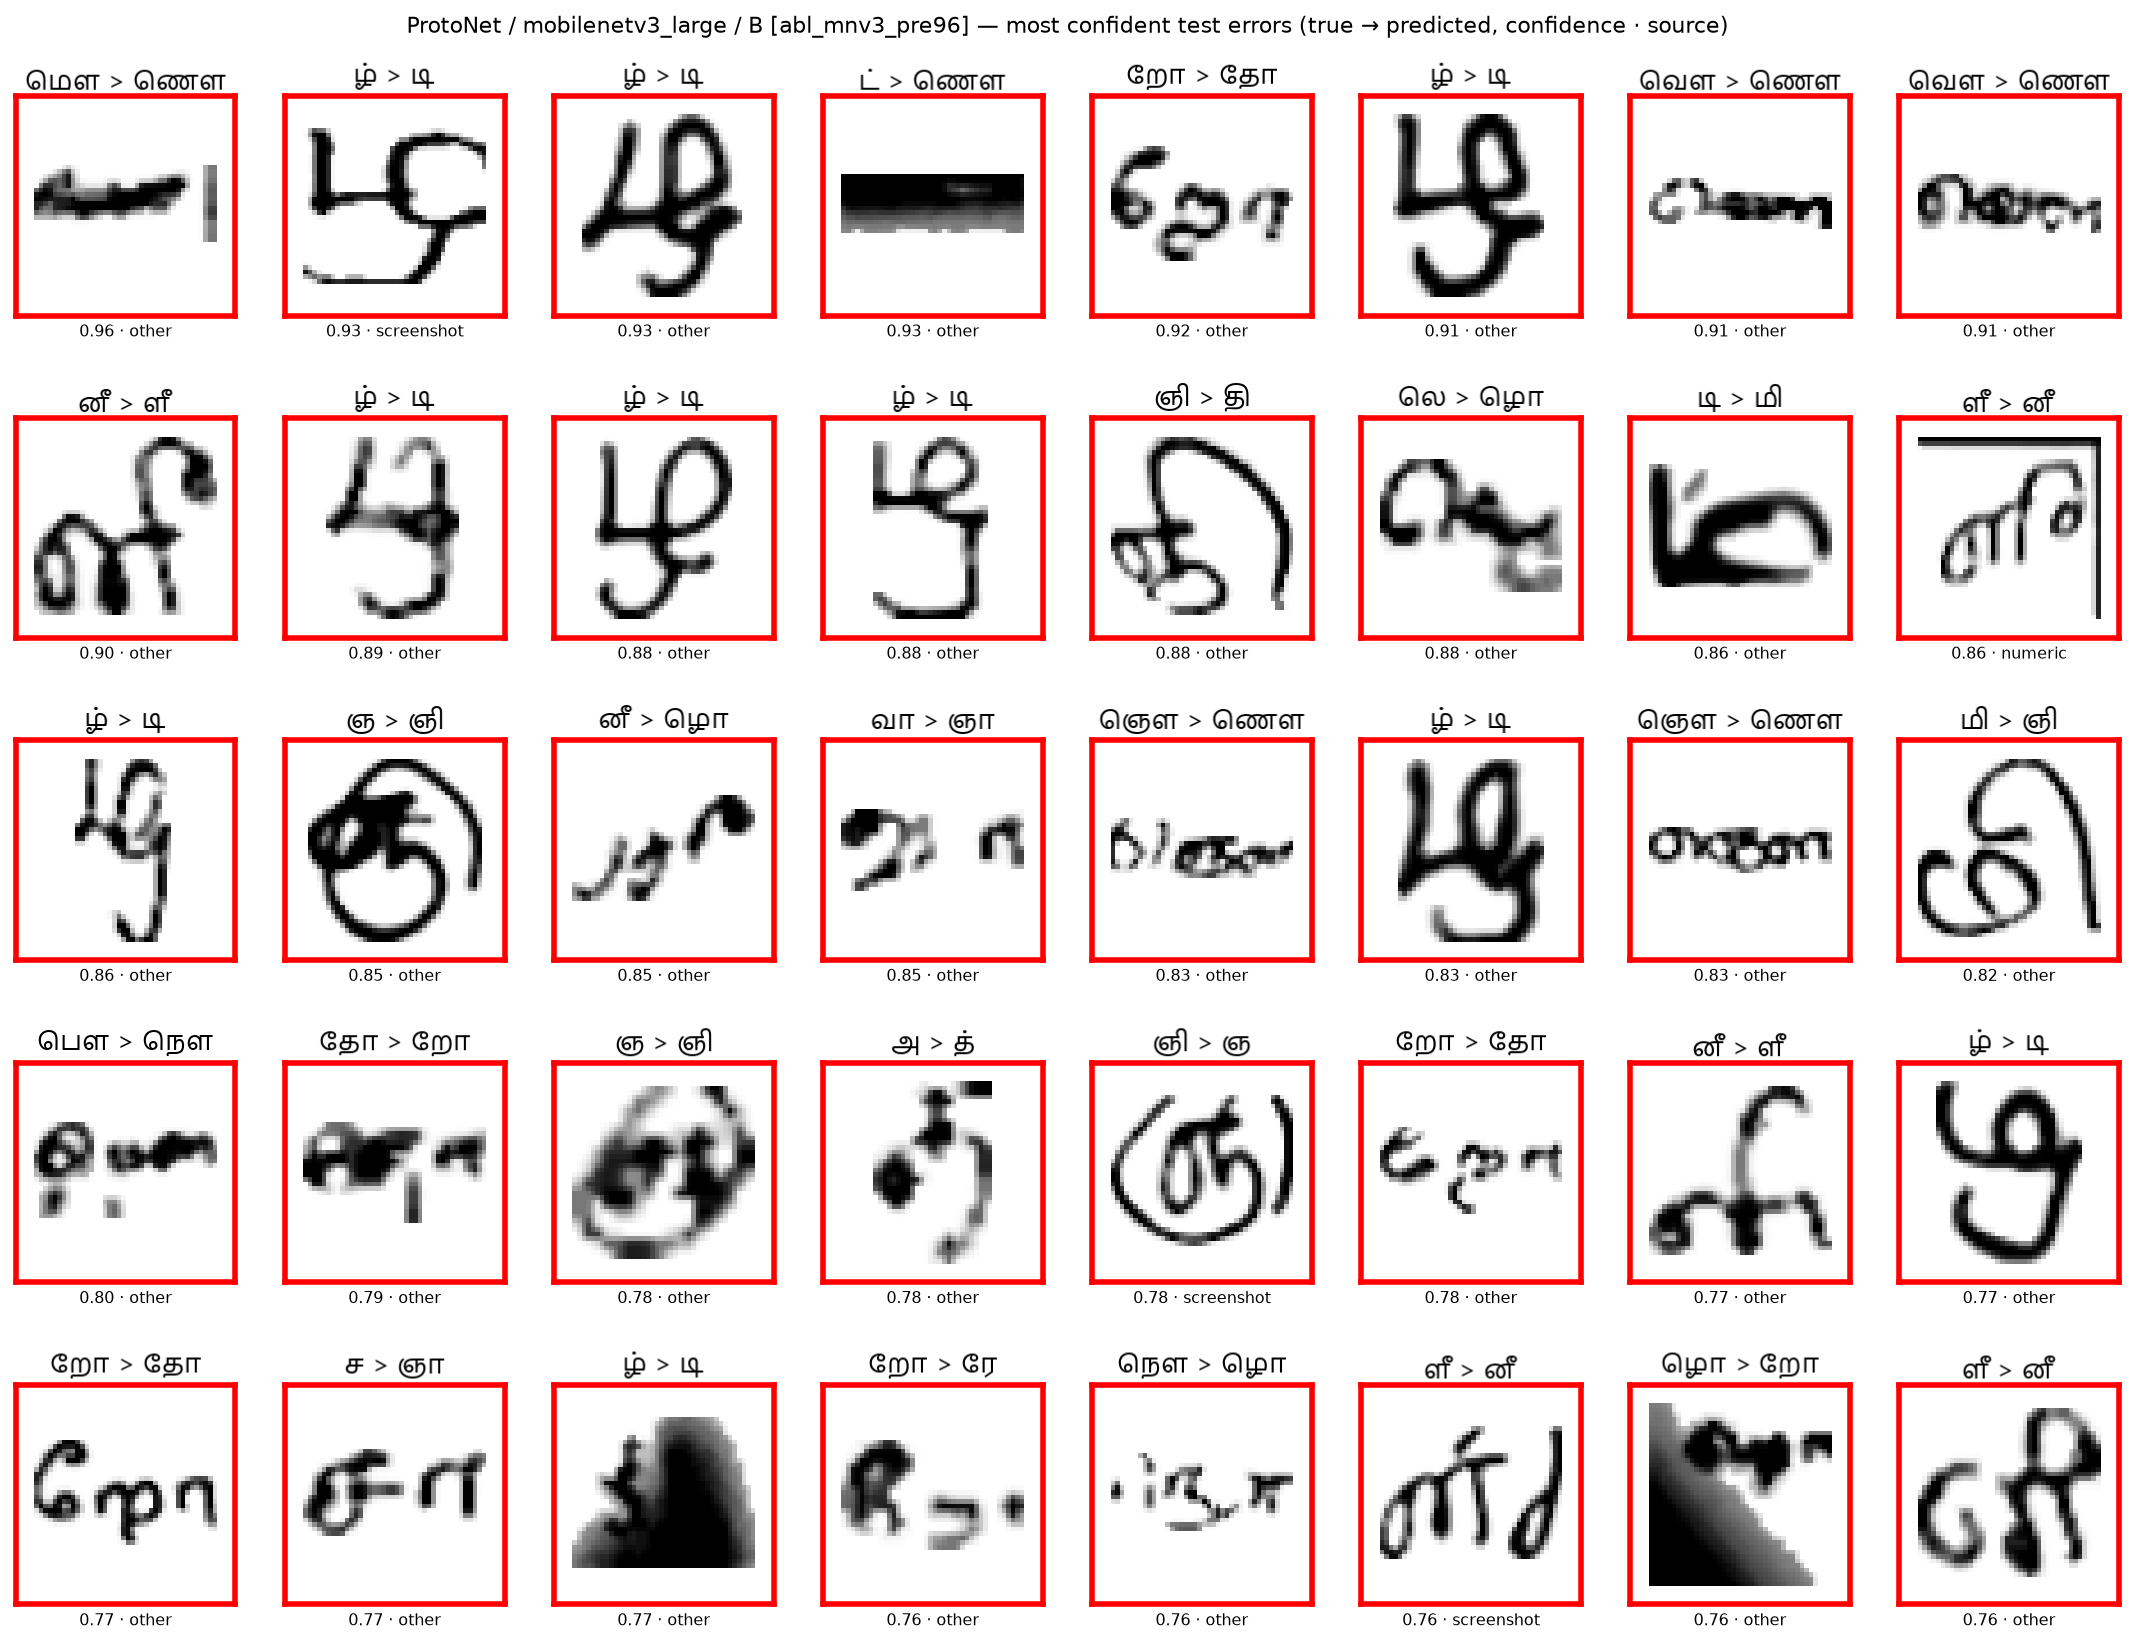 ProtoNet / mobilenetv3_large / B [abl_mnv3_pre96] — most confident test errors (true → predicted, confidence · source)
மௌ > ணௌ ழ் > டி ழ் > டி ட் > ணௌ றோ > தோ ழ் > டி வௌ > ணௌ வௌ > ணௌ
0.96 · other 0.93 · screenshot 0.93 · other 0.93 · other 0.92 · other 0.91 · other 0.91 · other 0.91 · other
னீ > ளீ ழ் > டி ழ் > டி ழ் > டி ஞி > தி லெ > ழொ டி > மி ளீ > னீ
0.90 · other 0.89 · other 0.88 · other 0.88 · other 0.88 · other 0.88 · other 0.86 · other 0.86 · numeric
ழ் > டி ஞ > ஞி னீ > ழொ வா > ஞா ஞௌ > ணௌ ழ் > டி ஞௌ > ணௌ மி > ஞி
0.86 · other 0.85 · other 0.85 · other 0.85 · other 0.83 · other 0.83 · other 0.83 · other 0.82 · other
பௌ > நௌ தோ > றோ ஞ > ஞி அ > த் ஞி > ஞ றோ > தோ னீ > ளீ ழ் > டி
0.80 · other 0.79 · other 0.78 · other 0.78 · other 0.78 · screenshot 0.78 · other 0.77 · other 0.77 · other
றோ > தோ ச > ஞா ழ் > டி றோ > ரே நௌ > ழொ ளீ > னீ ழொ > றோ ளீ > னீ
0.77 · other 0.77 · other 0.77 · other 0.76 · other 0.76 · other 0.76 · screenshot 0.76 · other 0.76 · other